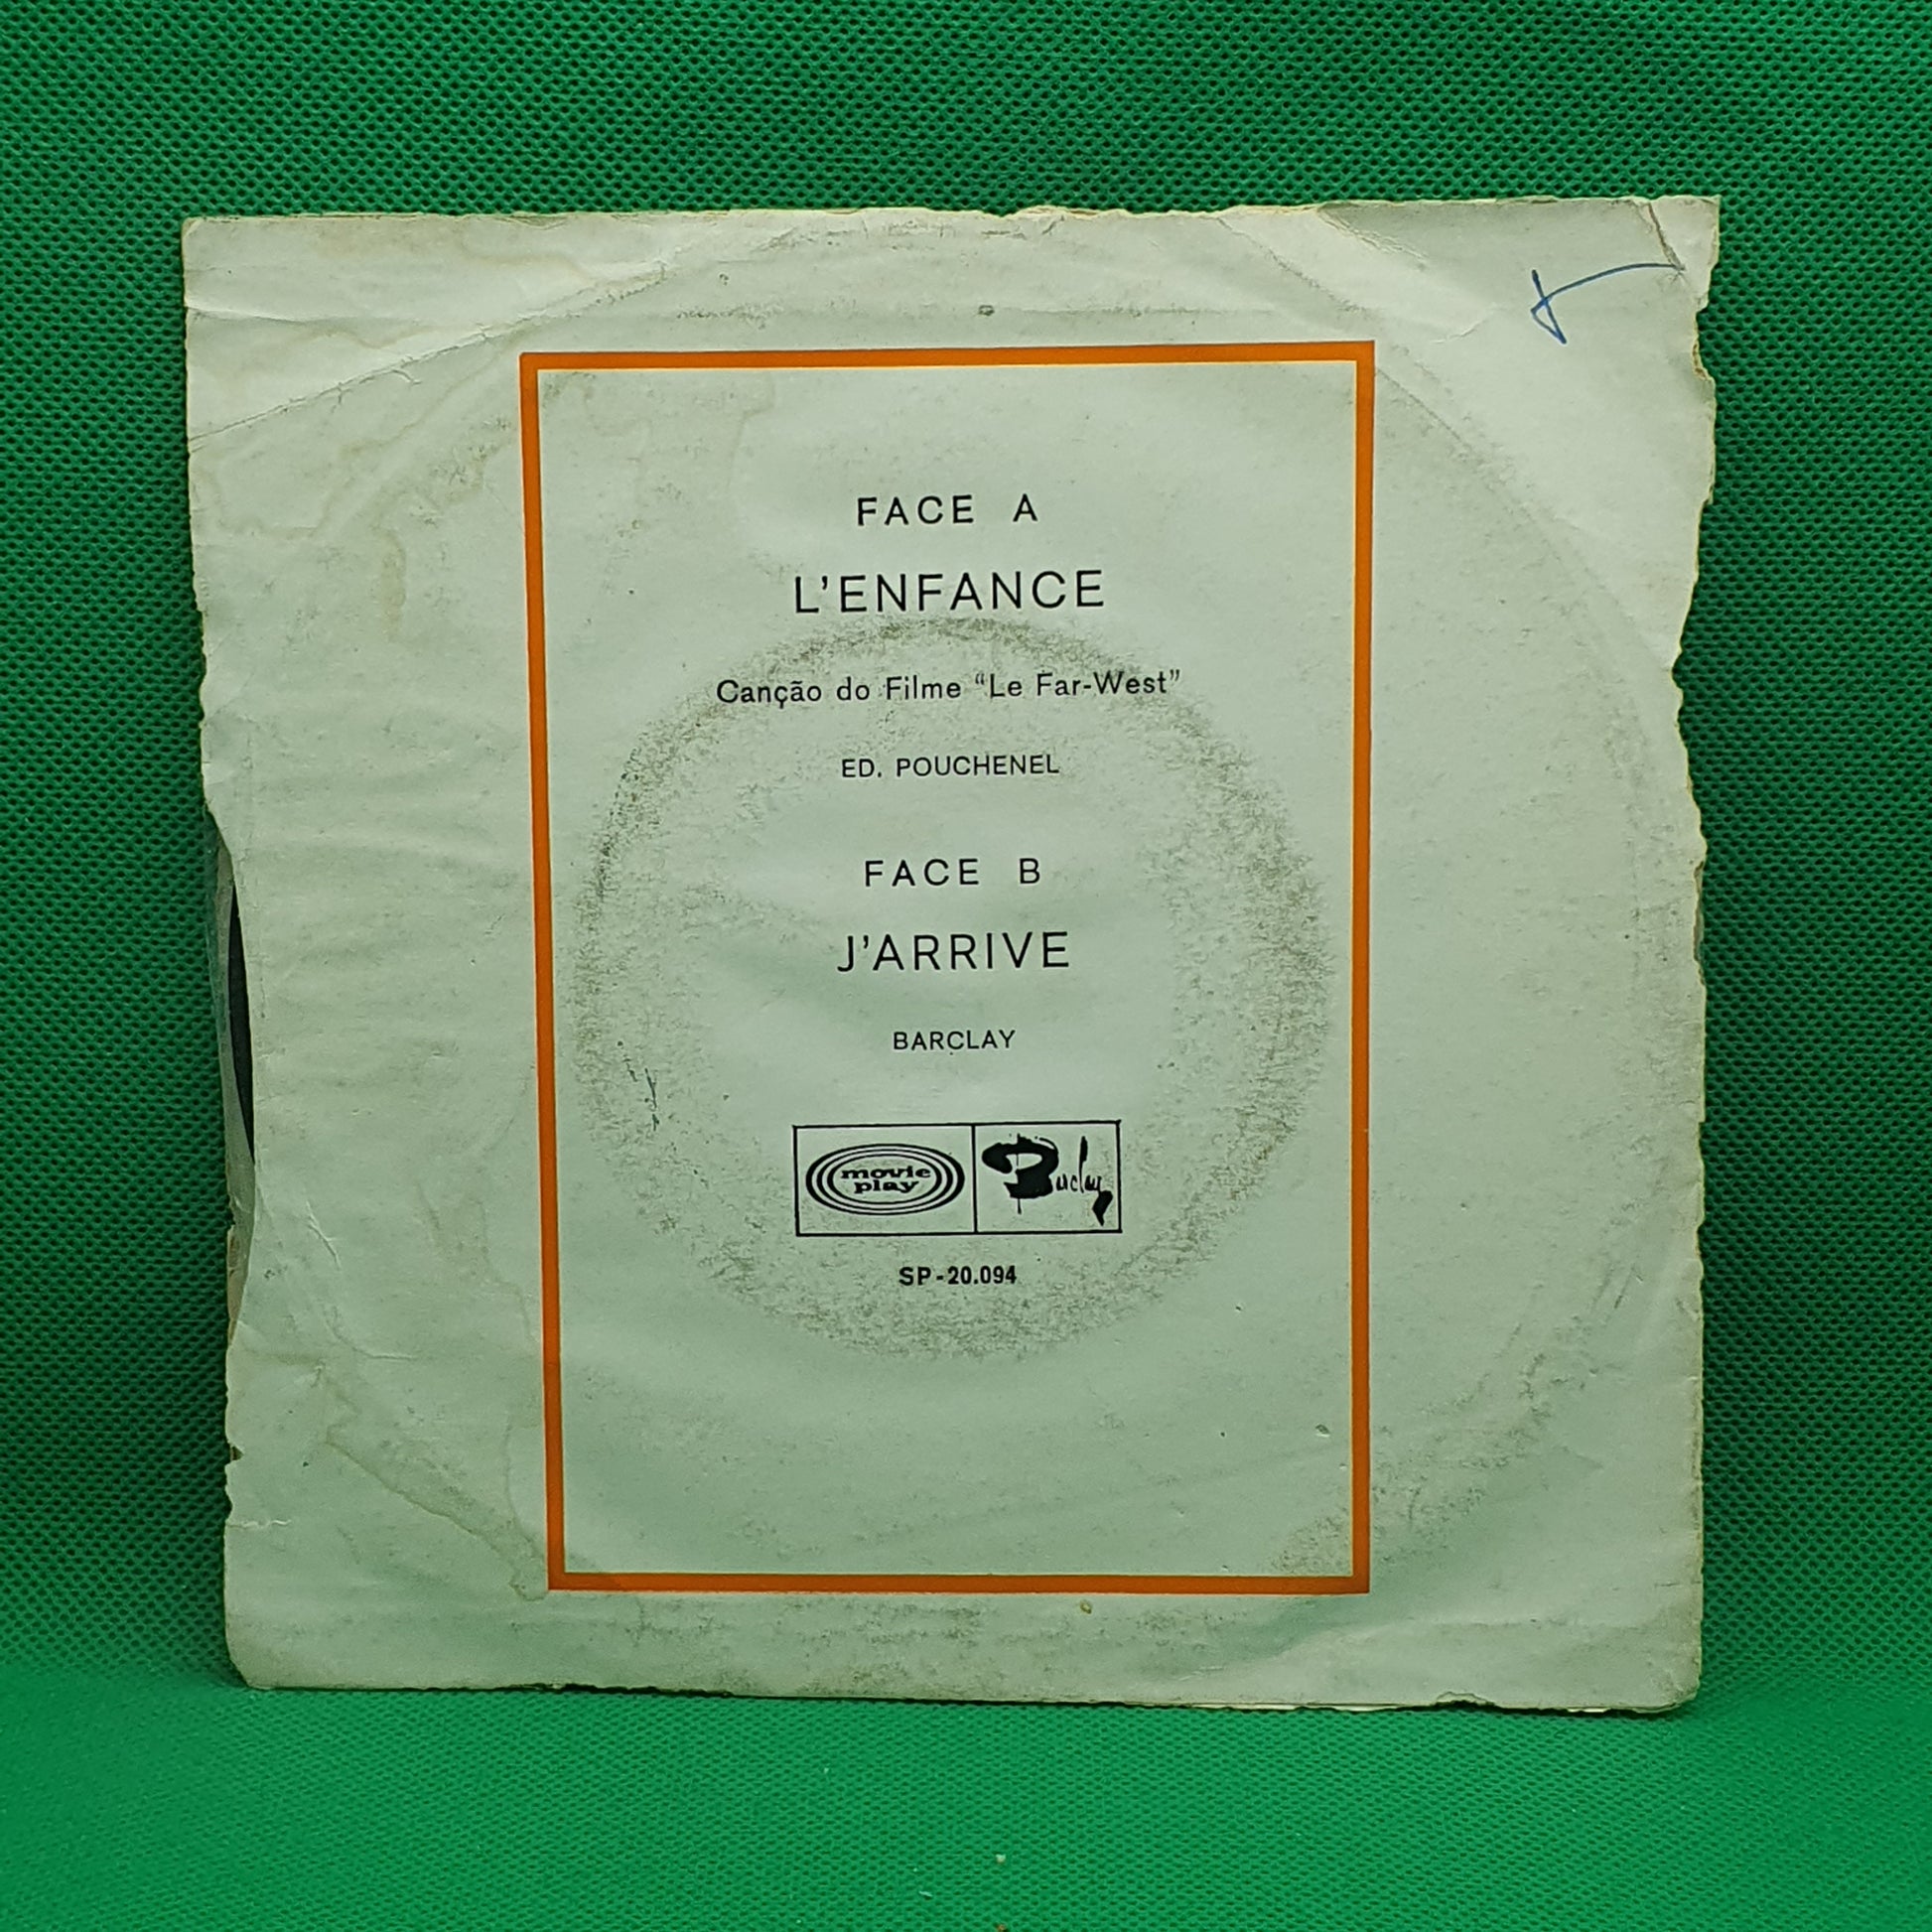 FACE A
L'ENFANCE
Canção do Filme “Le Far-West”
ED. POUCHENEL
FACE B
J'ARRIVE
BARCLAY
movie
play
Barclay
SP-20.094